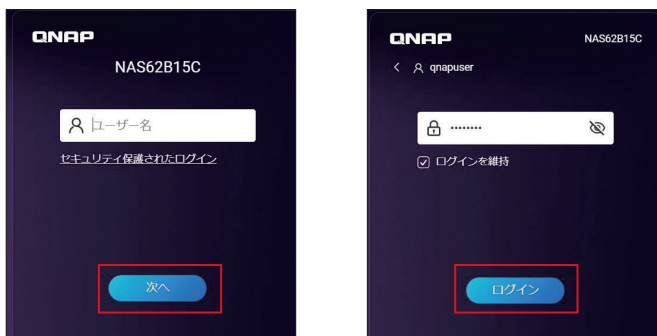 QNAP
NAS62B15C
ユーザー名
セキュリティ保護されたログイン
次へ
QNAP NAS62B15C
qnapuser
ログインを維持
ログイン